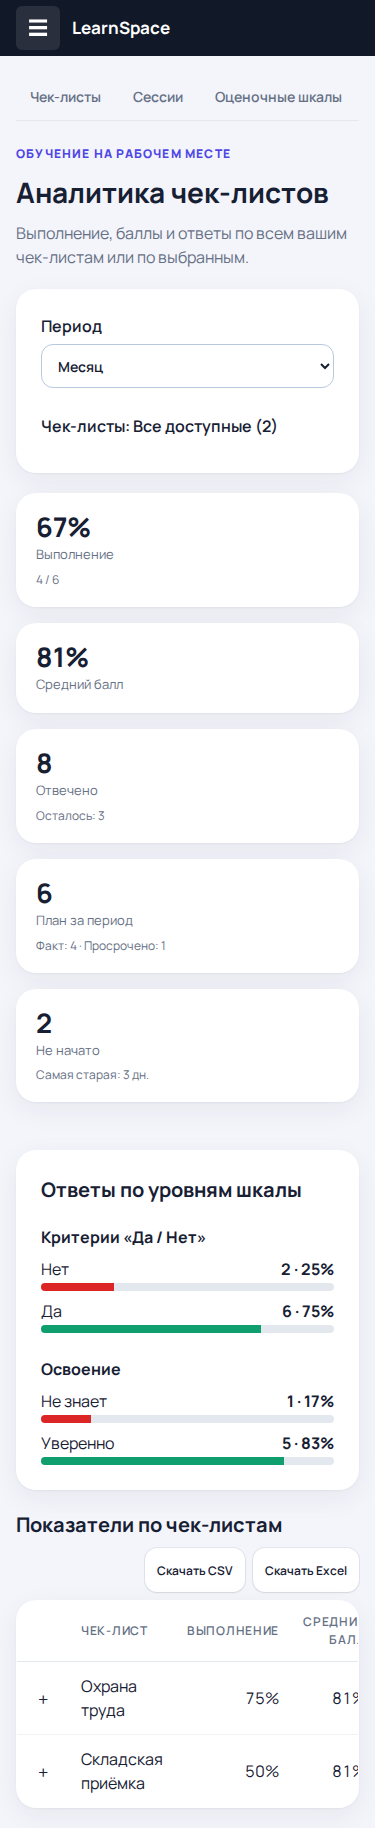 ☰ LearnSpace
Чек-листы Сессии Оценочные шкалы
ОБУЧЕНИЕ НА РАБОЧЕМ МЕСТЕ
Аналитика чек-листов
Выполнение, баллы и ответы по всем вашим
чек-листам или по выбранным.
Период
Месяц
Чек-листы: Все доступные (2)
67%
Выполнение
4 / 6
81%
Средний балл
8
Отвечено
Осталось: 3
6
План за период
Факт: 4 · Просрочено: 1
2
Не начато
Самая старая: 3 дн.
Ответы по уровням шкалы
Критерии «Да / Нет»
Нет 2 · 25%
Да 6 · 75%
Освоение
Не знает 1 · 17%
Уверенно 5 · 83%
Показатели по чек-листам
Скачать CSV Скачать Excel
ЧЕК-ЛИСТ ВЫПОЛНЕНИЕ СРЕДНИ
БАЛ
+ Охрана труда 75% 81%
+ Складская приёмка 50% 81%